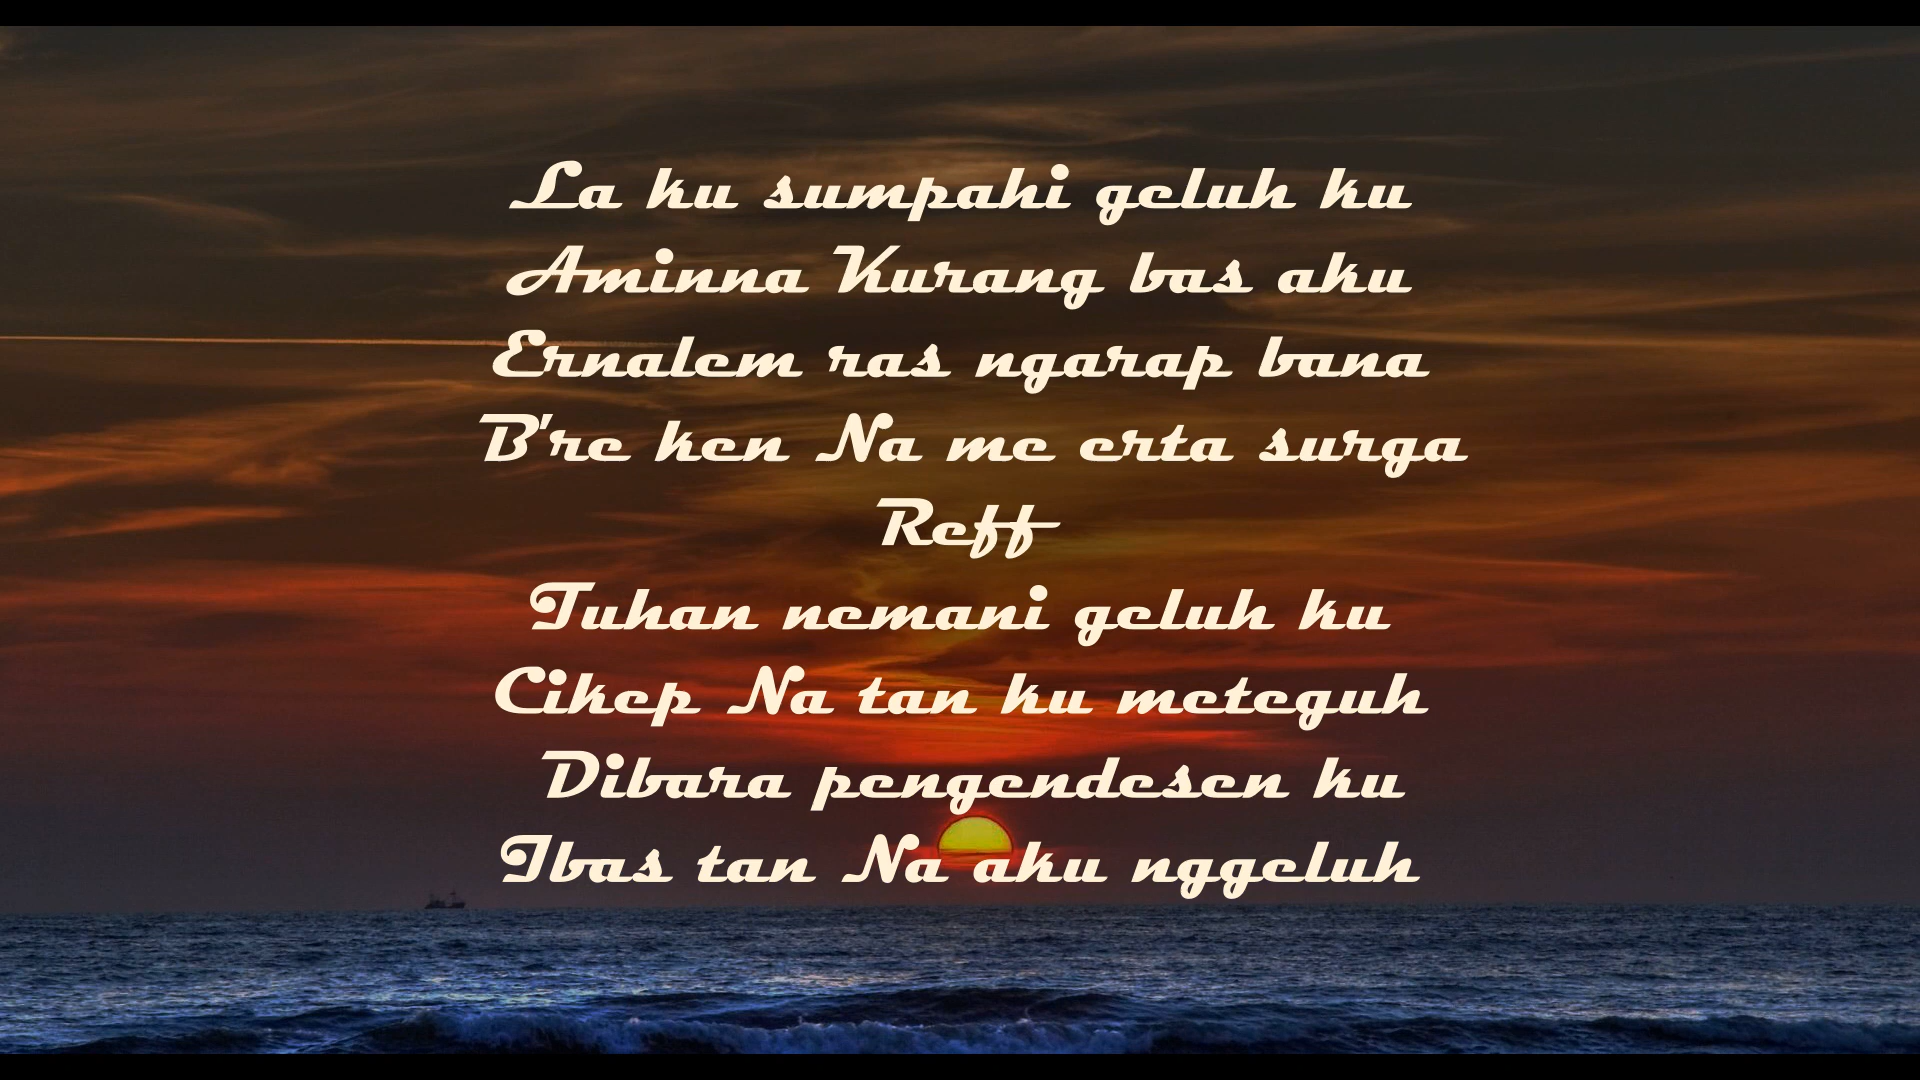 La ku sumpahi geluh ku
Aminna Kurang bas aku
Ernalem ras ngarap bana
B're ken Na me erta surga
Reff
Tuhan nemani geluh ku
Cikep Na tan ku meteguh
Dibara pengendesen ku
Ibas tan Na aku nggeluh